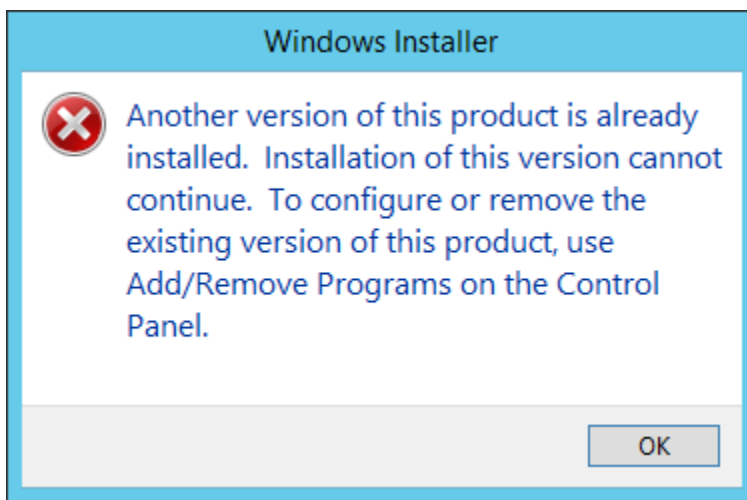 Windows Installer
Another version of this product is already
installed.  Installation of this version cannot
continue.  To configure or remove the
existing version of this product, use
Add/Remove Programs on the Control
Panel.
OK